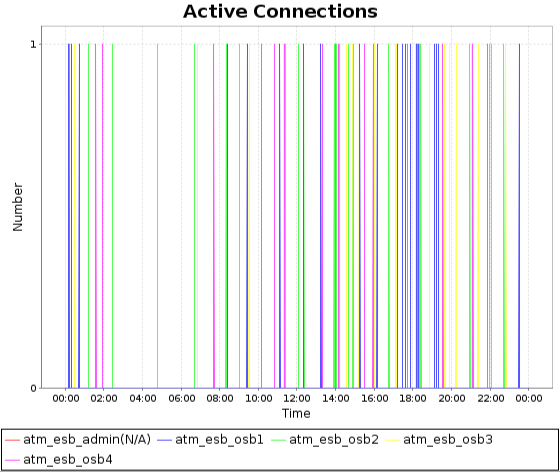 Active Connections
1
Number
0
00:00 02:00 04:00 06:00 08:00 10:00 12:00 14:00 16:00 18:00 20:00 22:00 00:00
Time
atm_esb_admin(N/A) atm_esb_osb1 atm_esb_osb2 atm_esb_osb3
atm_esb_osb4